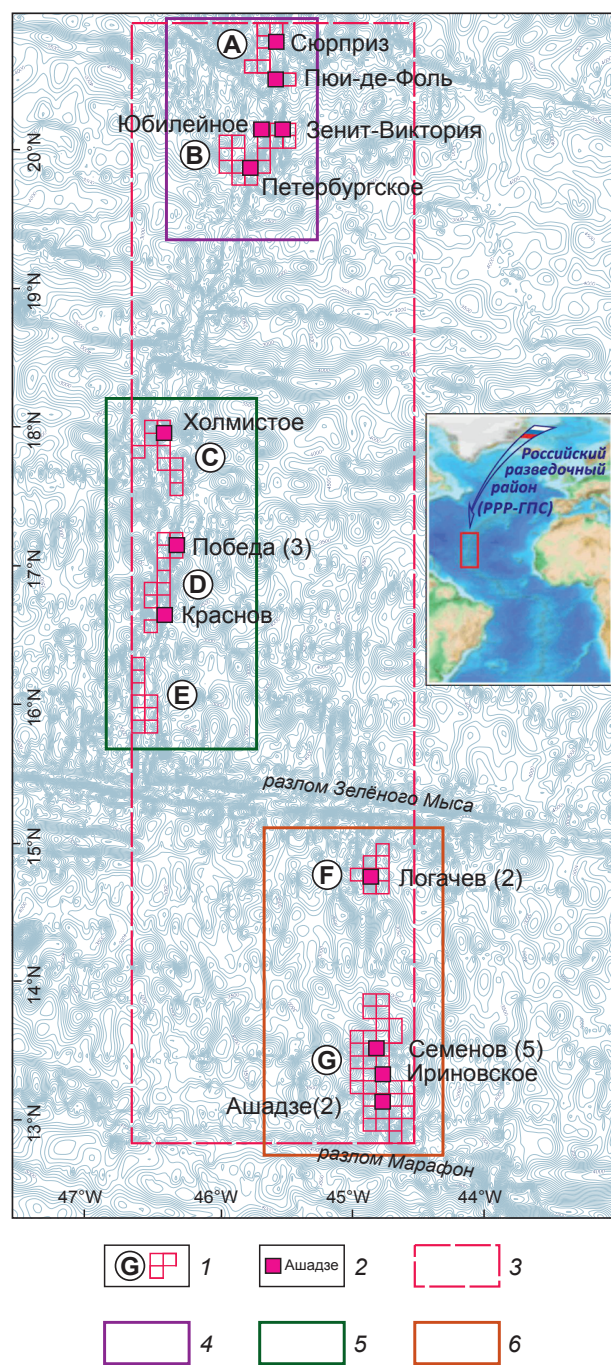 A
Сюрприз
Пюи-де-Фоль
Юбилейное
Зенит-Виктория
20°N
B
Петербургское
19°N
18°N
Холмистое
C
Российский
разведочный
район
(РРР-ГПС)
17°N
Победа (3)
D
Краснов
16°N
E
разлом Зелёного Мыса
15°N
F
Логачев (2)
14°N
G
Семенов (5)
Ириновское
Ашадзе(2)
13°N
разлом Марафон
47°W
46°W
45°W
44°W
G
1
Ашадзе
2
3
4
5
6